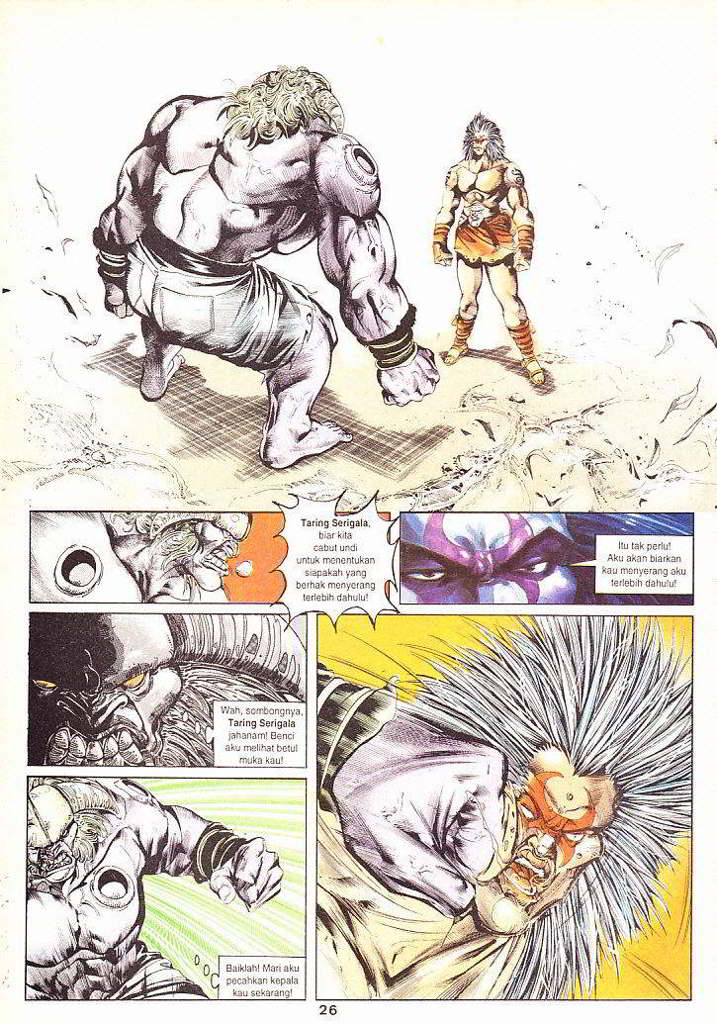 Taring Serigala,
biar kita
cabut undi
untuk menentukan
siapakah yang
berhak menyerang
terlebih dahulu!
Itu tak perlu!
Aku akan biarkan
kau menyerang aku
terlebih dahulu!
Wah, sombongnya,
Taring Serigala
jahanam! Benci
aku melihat betul
muka kau!
Baiklah! Mari aku
pecahkan kepala
kau sekarang!
26